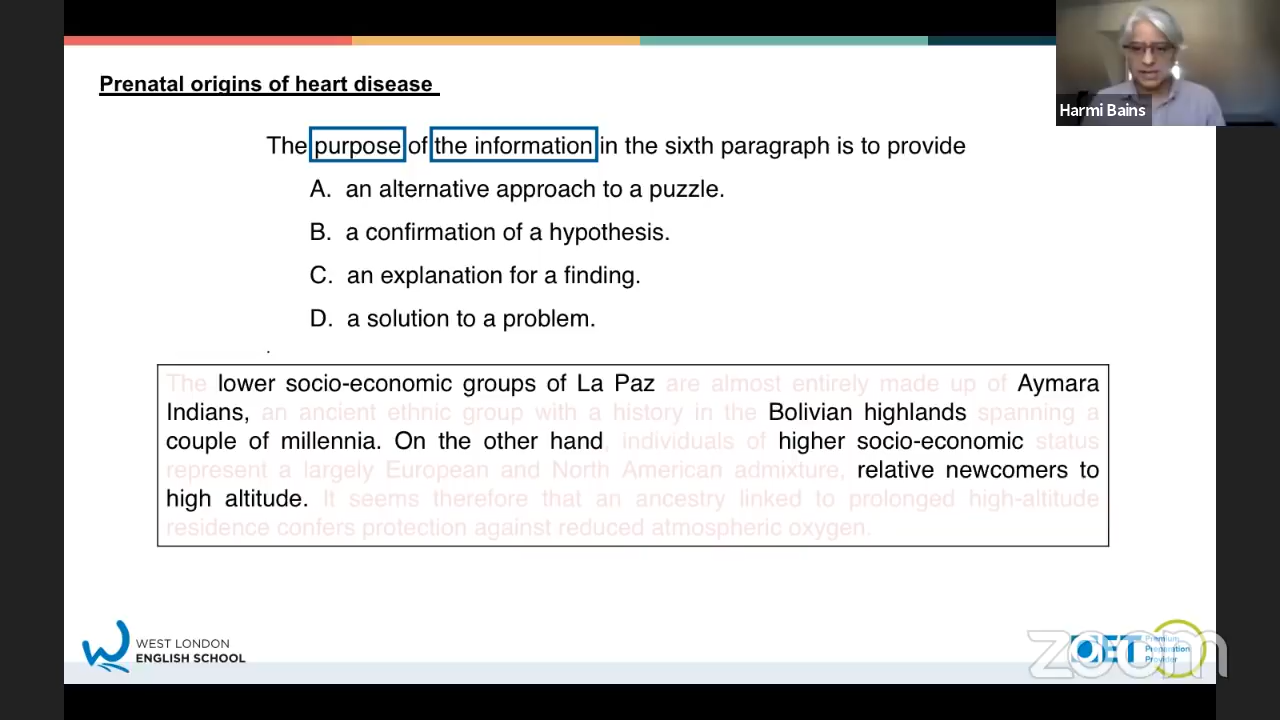 Prenatal origins of heart disease
Harmi Bains
The purpose of the information in the sixth paragraph is to provide
A. an alternative approach to a puzzle.
B. a confirmation of a hypothesis.
C. an explanation for a finding.
D. a solution to a problem.
.
The lower socio-economic groups of La Paz are almost entirely made up of Aymara
Indians, an ancient ethnic group with a history in the Bolivian highlands spanning a
couple of millennia. On the other hand, individuals of higher socio-economic status
represent a largely European and North American admixture, relative newcomers to
high altitude. It seems therefore that an ancestry linked to prolonged high-altitude
residence confers protection against reduced atmospheric oxygen.
WEST LONDON
ENGLISH SCHOOL
OET
Premium
Preparation
Provider
zoom